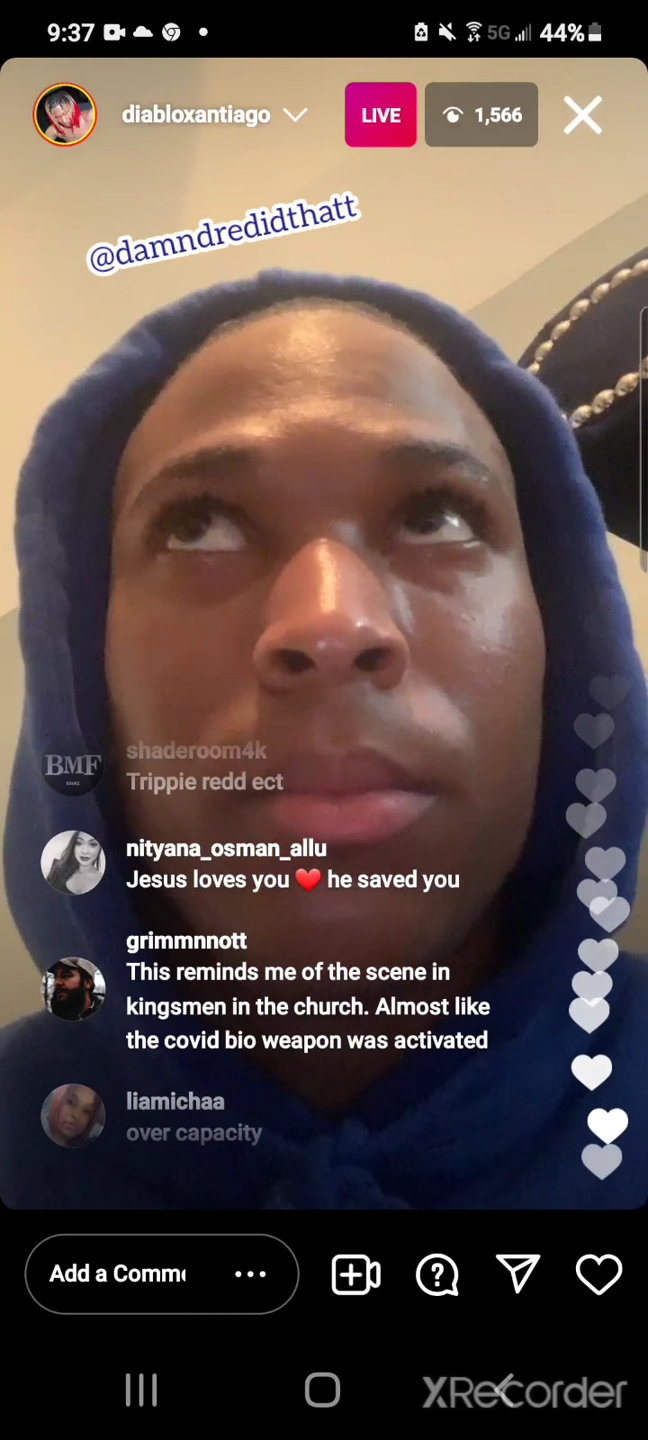 9:37 5G 44%
diabloxantiago LIVE 1,566
@damndredidthatt
shaderoom4k
BMF
Trippie redd ect
nityana_osman_allu
Jesus loves you ❤️ he saved you
grimmnnott
This reminds me of the scene in
kingsmen in the church. Almost like
the covid bio weapon was activated
liamichaa
over capacity
Add a Comme
XRecorder